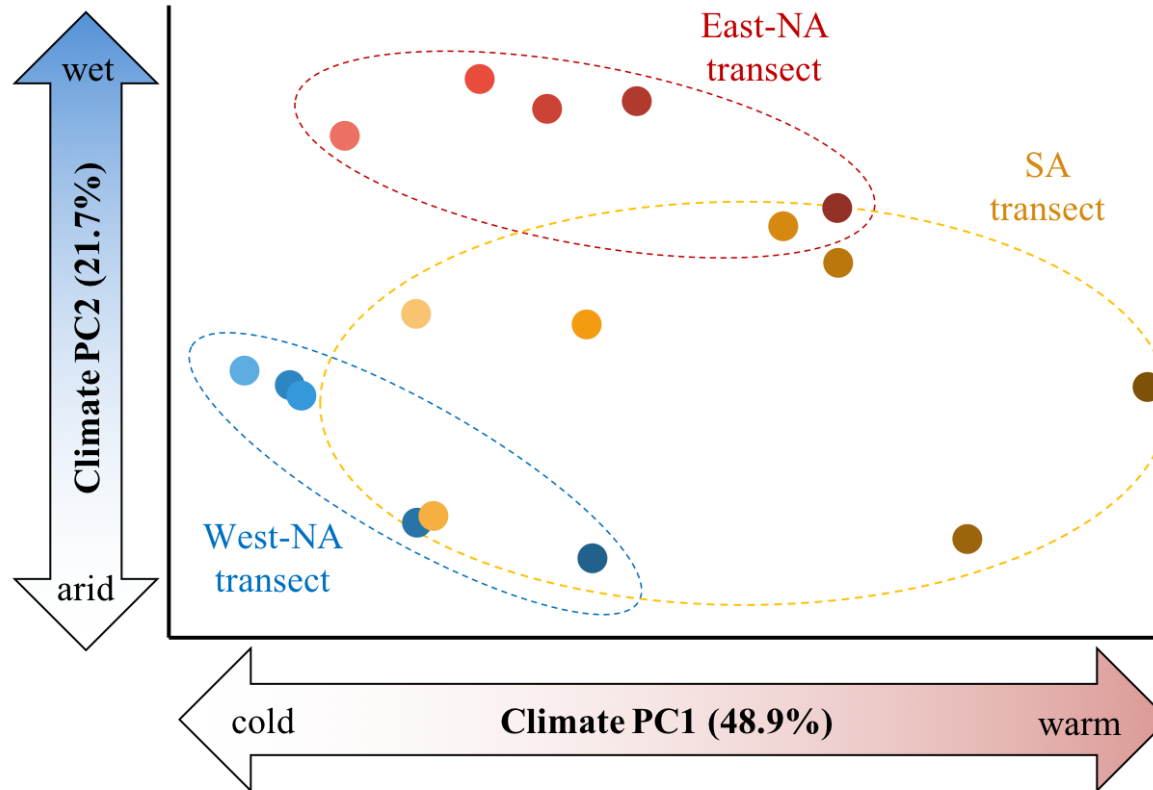 wet
Climate PC2 (21.7%)
arid
East-NA
transect
SA
transect
West-NA
transect
cold
Climate PC1 (48.9%)
warm